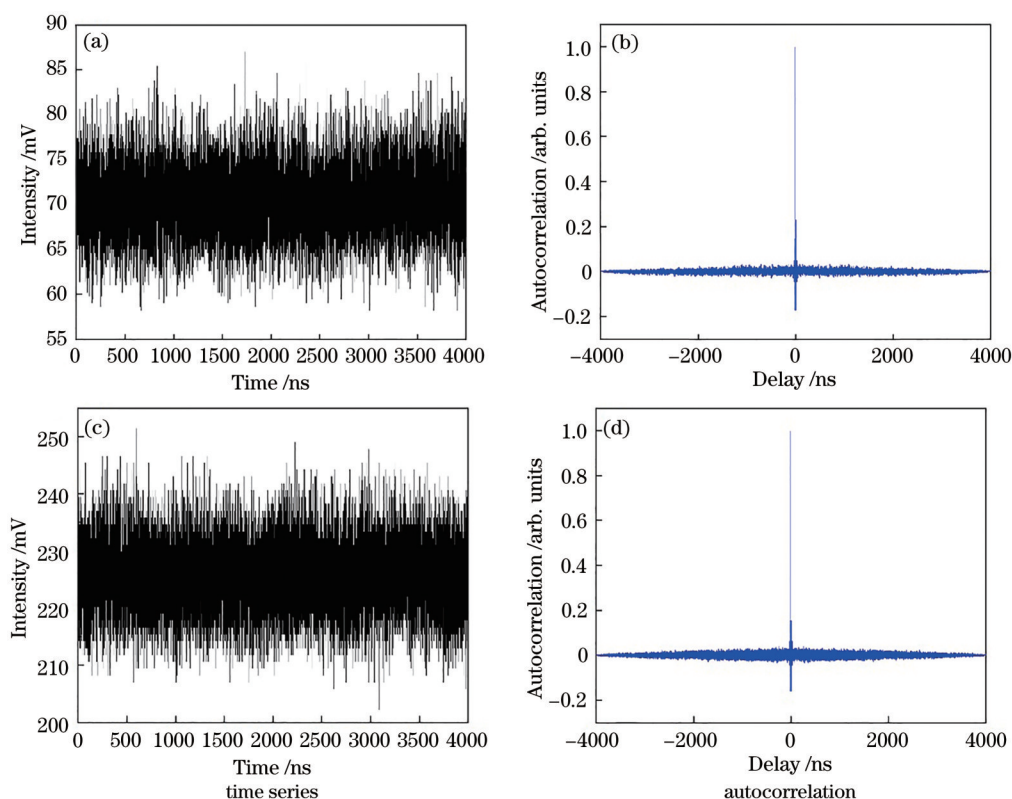 (a)
90
85
80
75
70
65
60
55
Intensity /mV
0 500 1000 1500 2000 2500 3000 3500 4000
Time /ns
(b)
1.0
0.8
0.6
0.4
0.2
0
−0.2
Autocorrelation /arb. units
−4000 −2000 0 2000 4000
Delay /ns
(c)
250
240
230
220
210
200
Intensity /mV
0 500 1000 1500 2000 2500 3000 3500 4000
Time /ns
time series
(d)
1.0
0.8
0.6
0.4
0.2
0
−0.2
Autocorrelation /arb. units
−4000 −2000 0 2000 4000
Delay /ns
autocorrelation